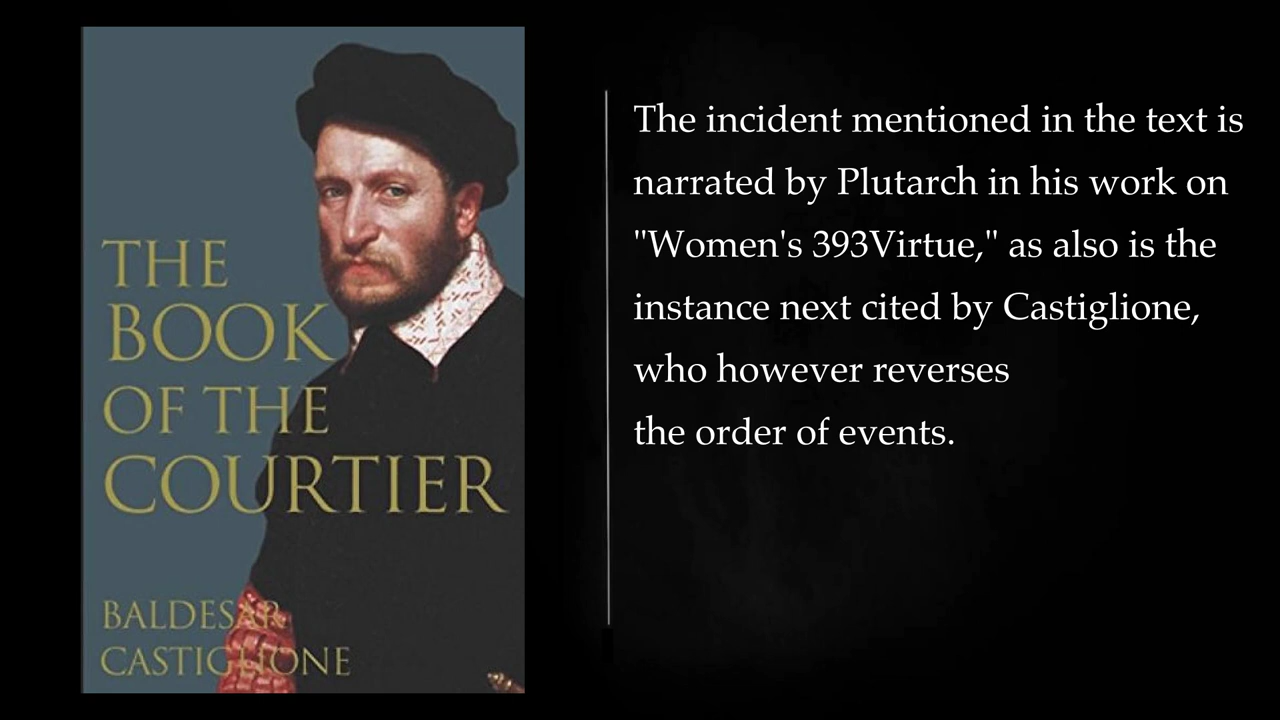 THE
BOOK
OF THE
COURTIER
BALDESAR
CASTIGLIONE
The incident mentioned in the text is
narrated by Plutarch in his work on
"Women's 393Virtue," as also is the
instance next cited by Castiglione,
who however reverses
the order of events.